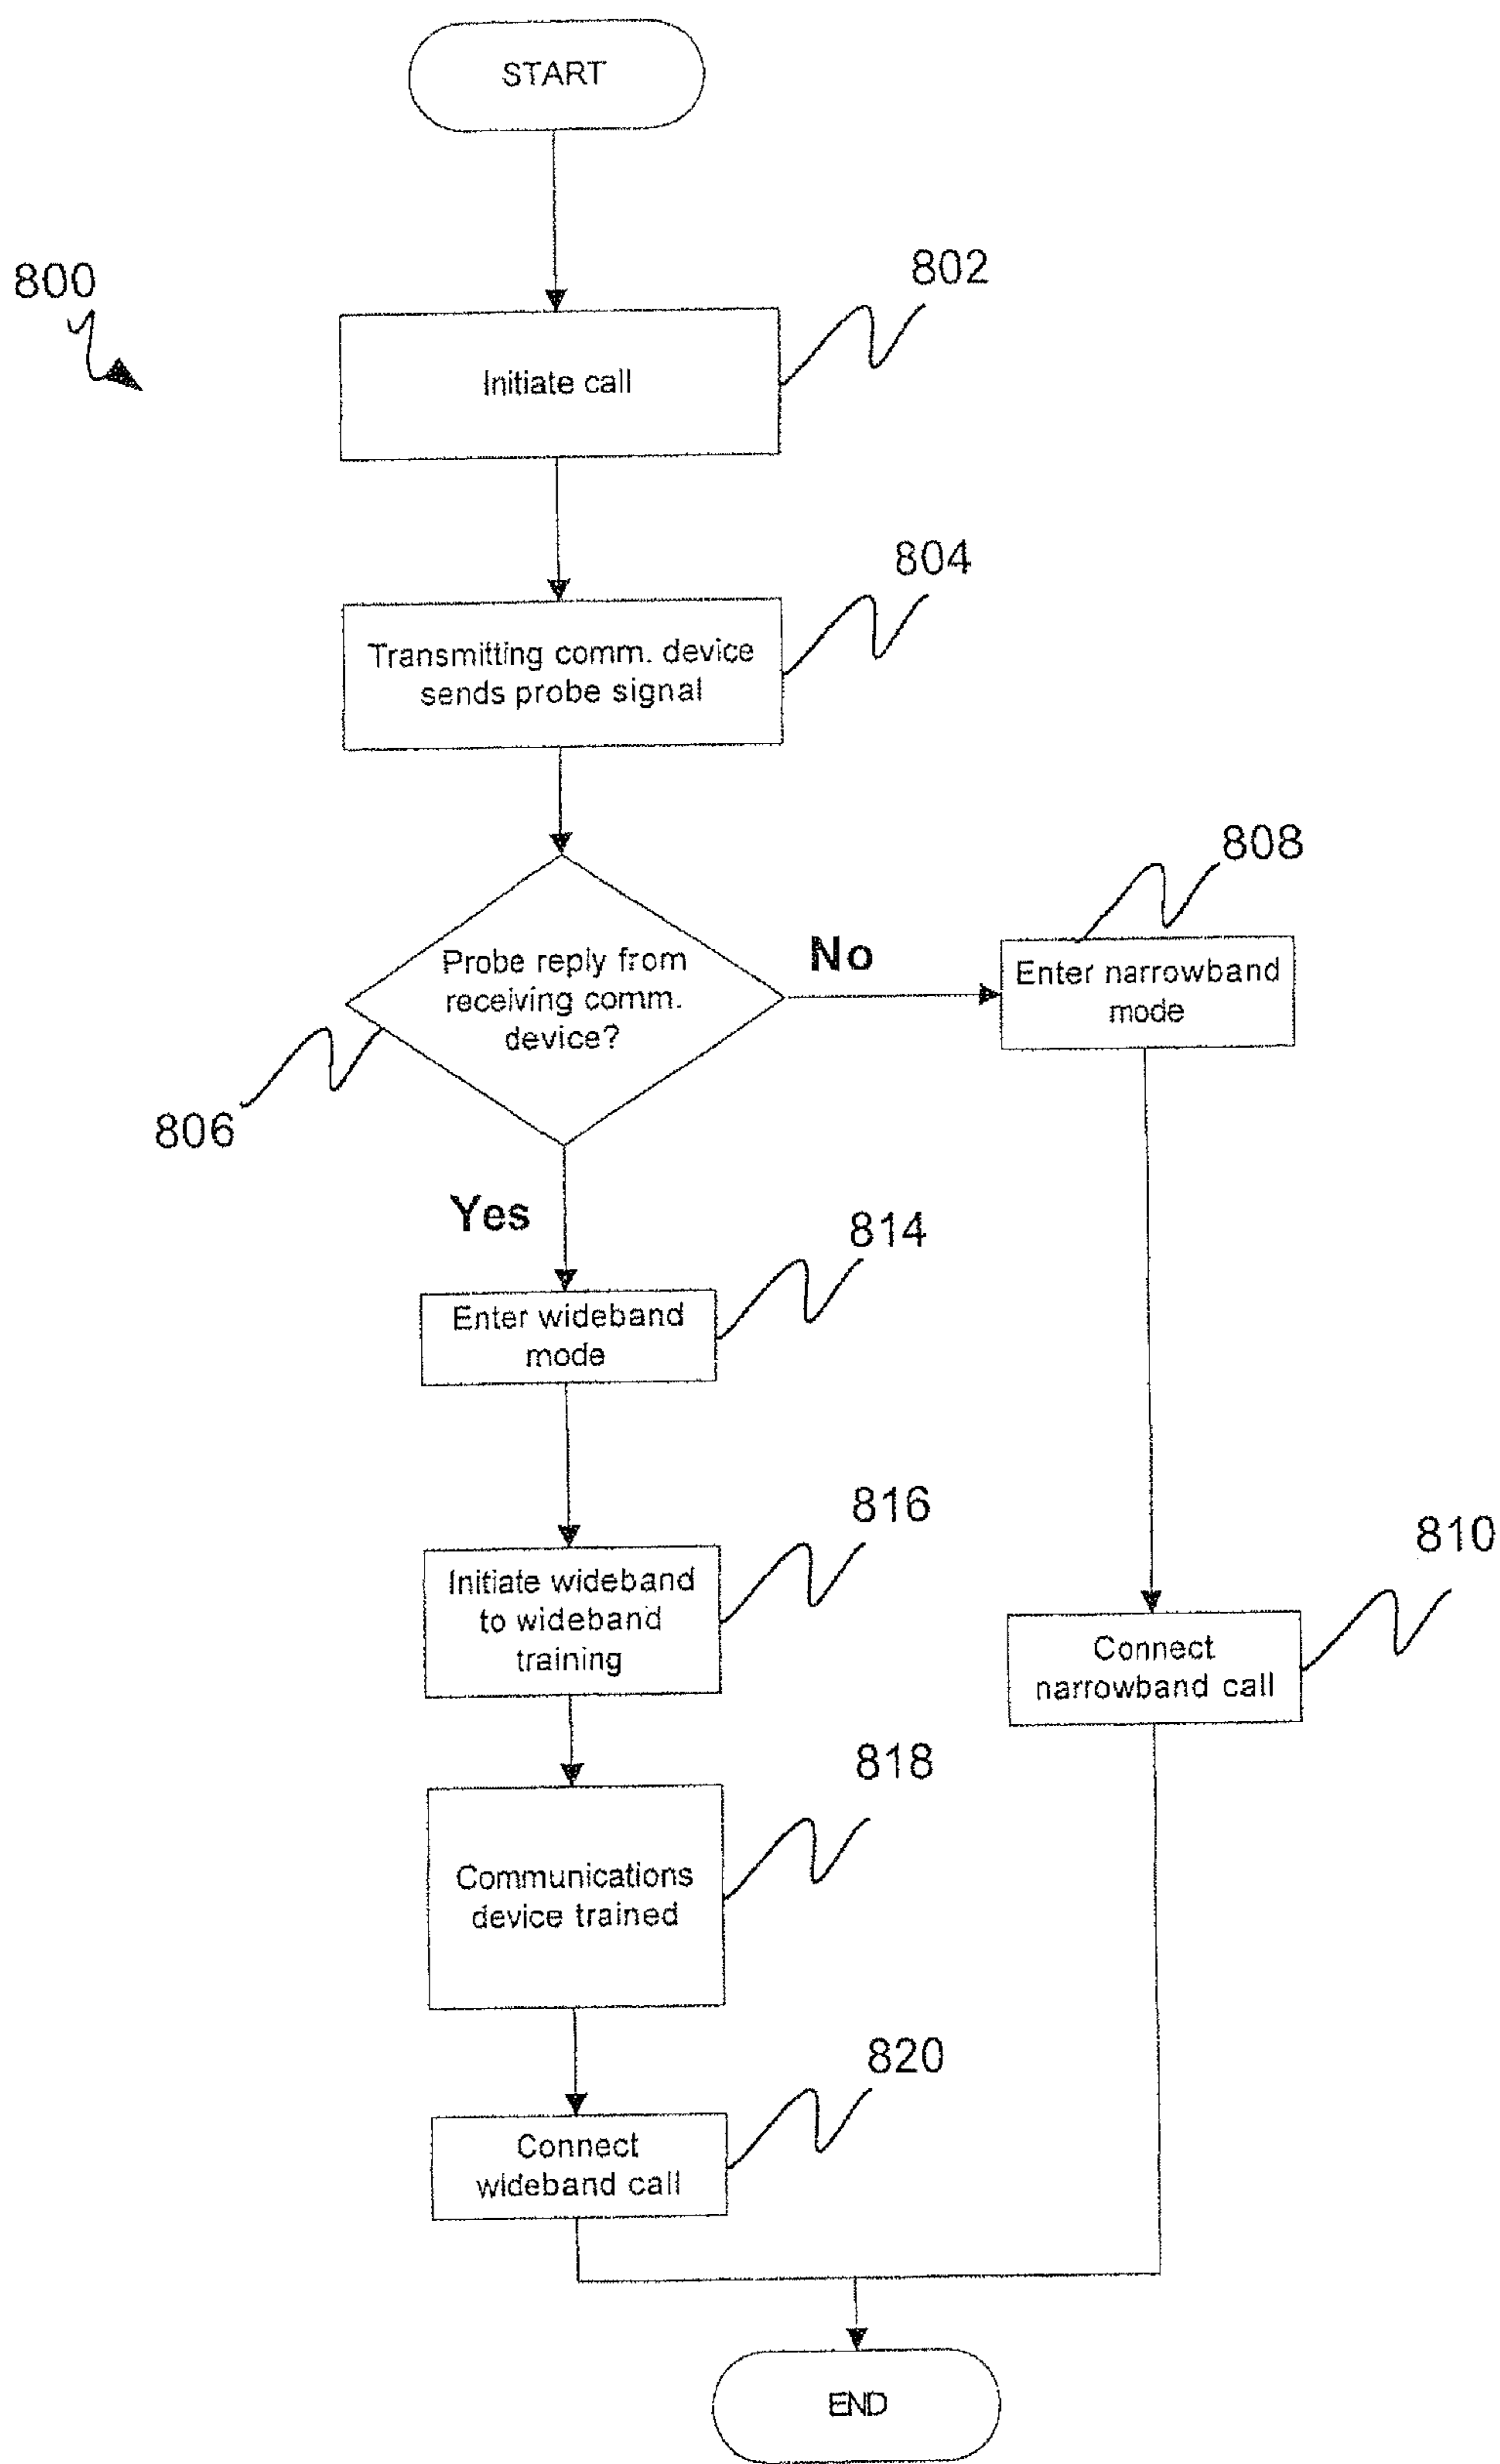 START
800
802
Initiate call
804
Transmitting comm. device
sends probe signal
808
Probe reply from
receiving comm.
device?
No
Enter narrowband
mode
806
Yes
814
Enter wideband
mode
816
Initiate wideband
to wideband
training
810
Connect
narrowband call
818
Communications
device trained
820
Connect
wideband call
END